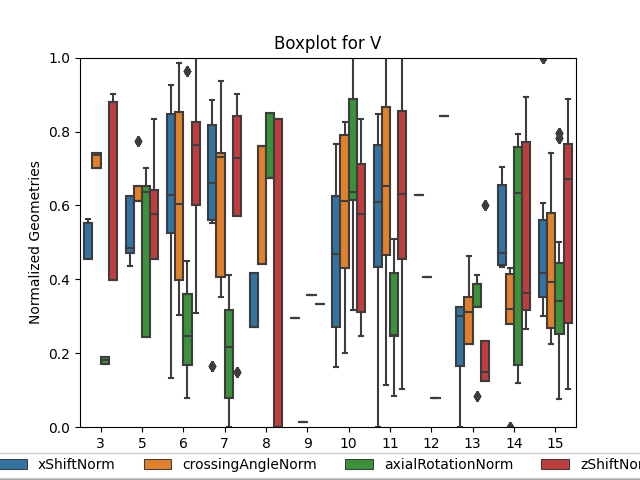 Boxplot for V
Normalized Geometries
1.0
0.8
0.6
0.4
0.2
0.0
3 5 6 7 8 9 10 11 12 13 14 15
xShiftNorm crossingAngleNorm axialRotationNorm zShiftNor